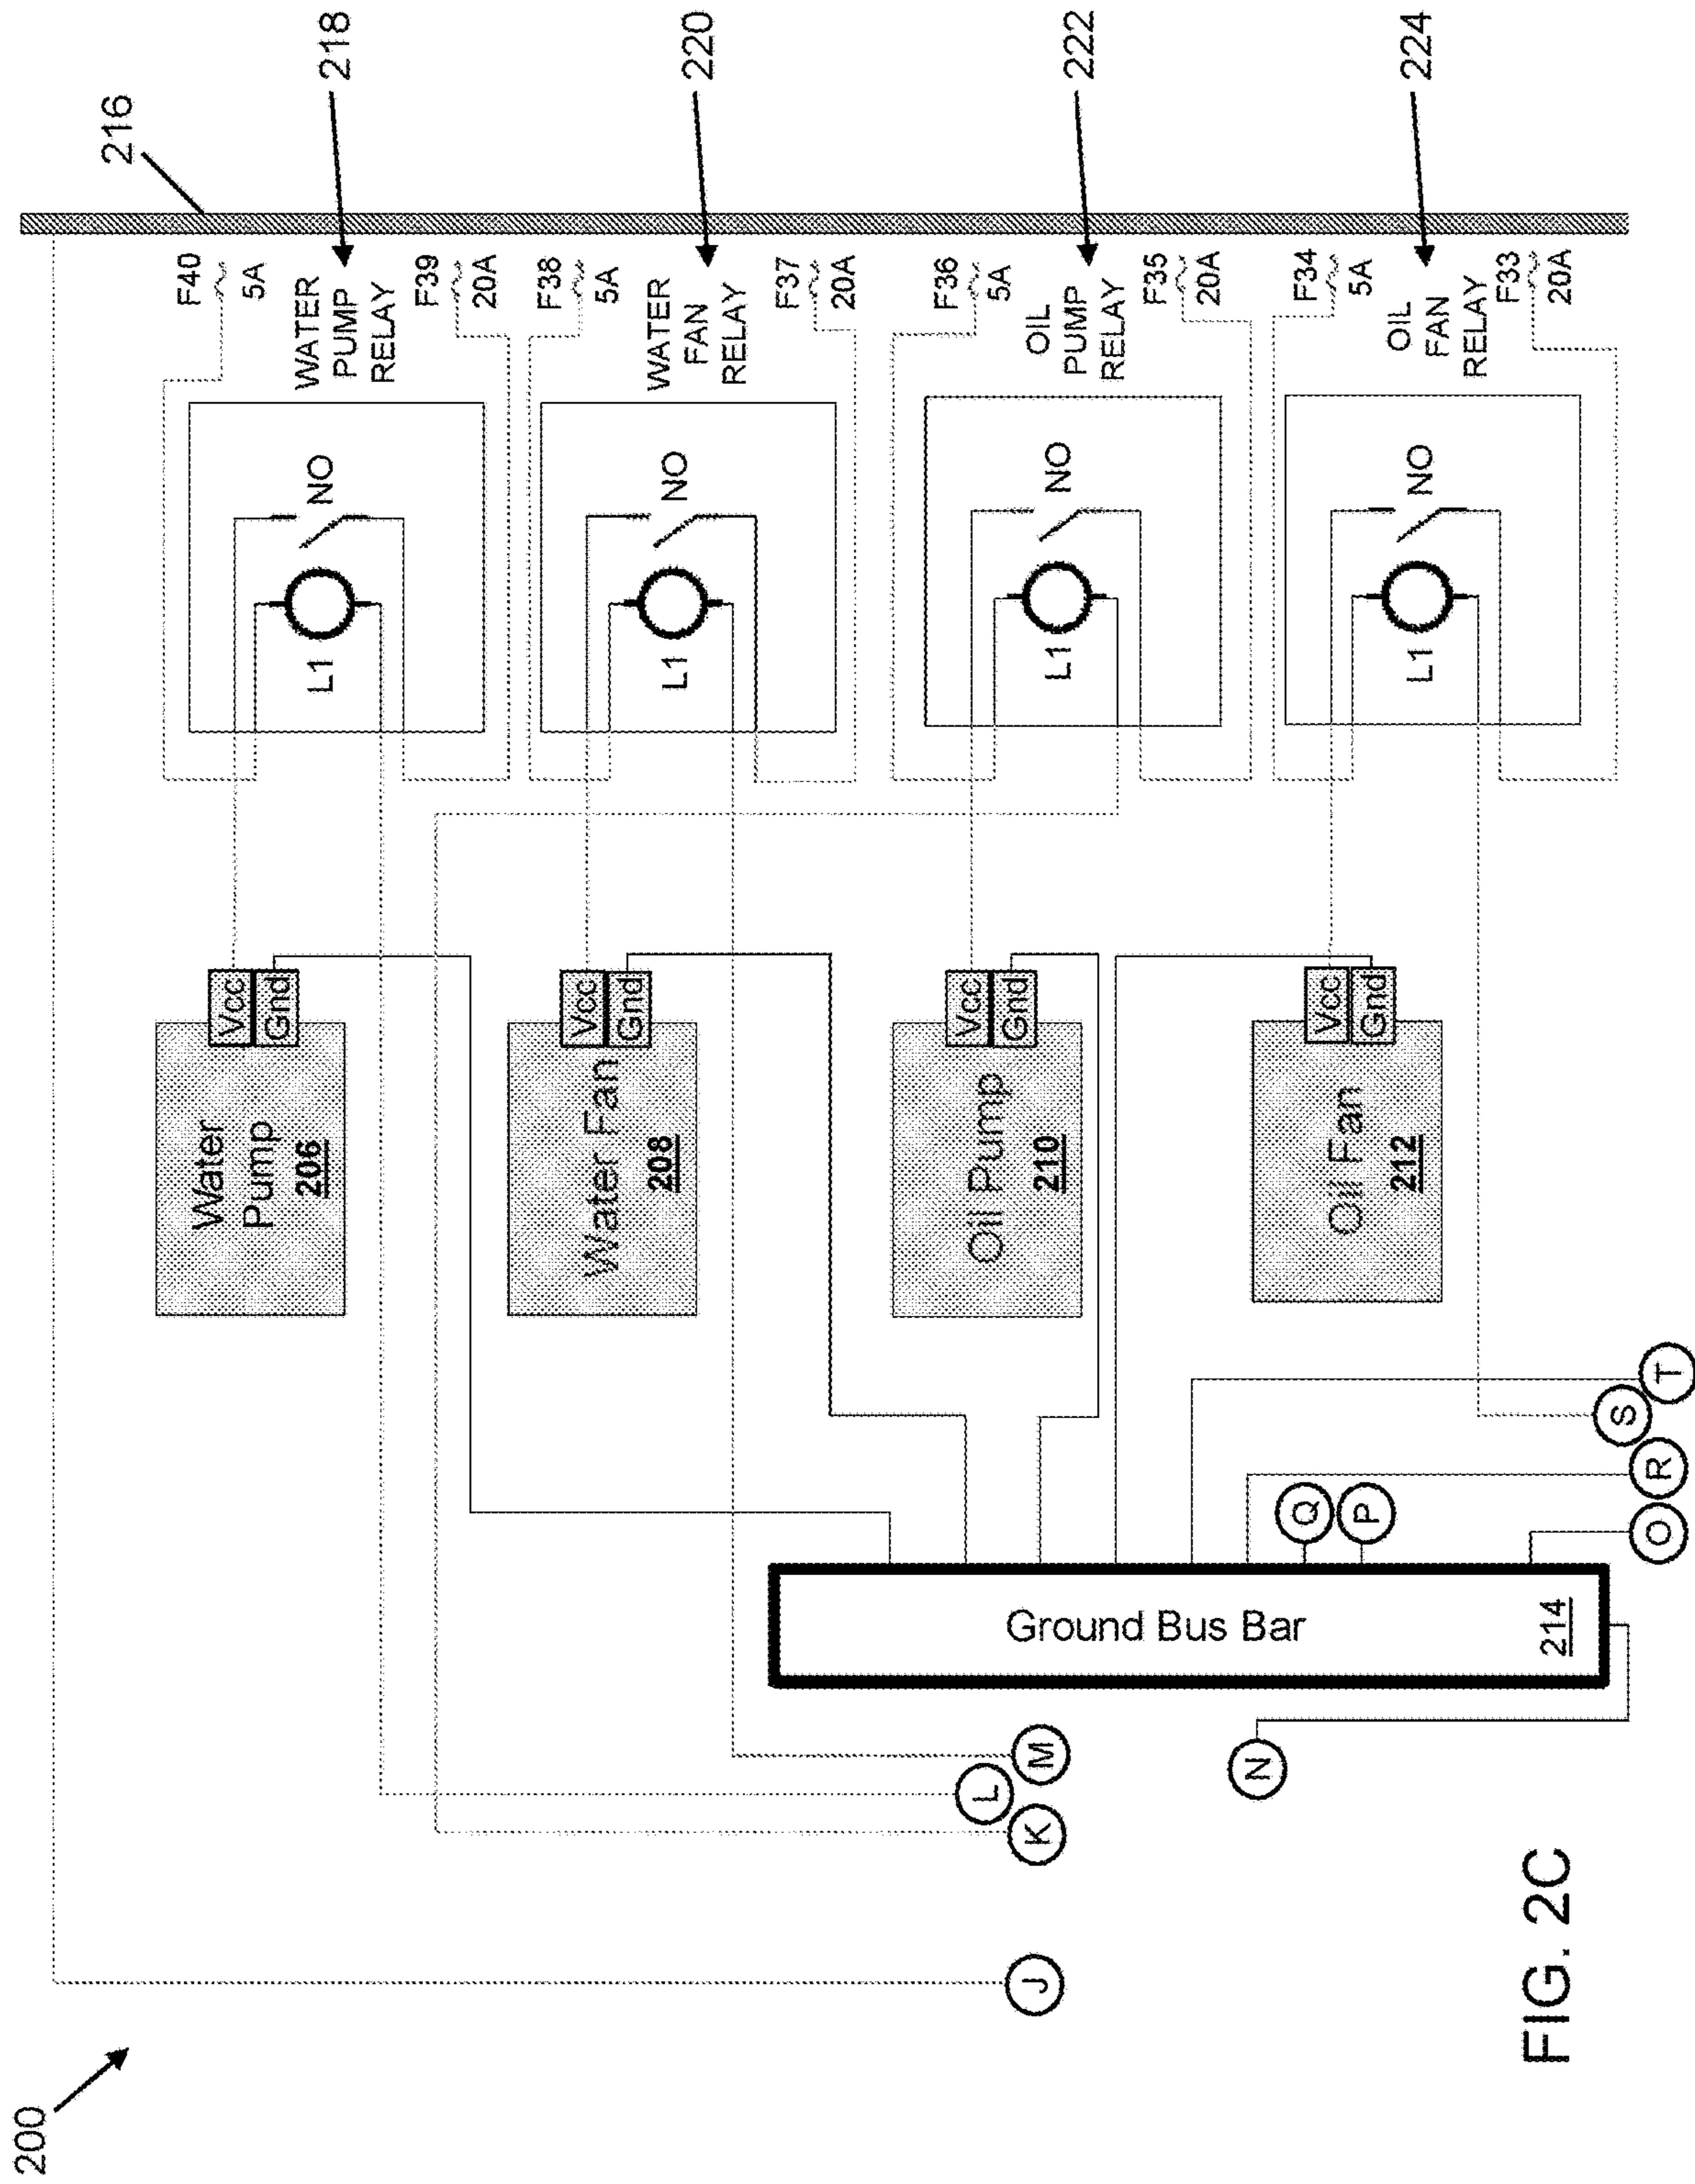 200
216
218
220
222
224
F40
5A
WATER
PUMP
RELAY
F39
20A
F38
5A
WATER
FAN
RELAY
F37
20A
F36
5A
OIL
PUMP
RELAY
F35
20A
F34
5A
OIL
FAN
RELAY
F33
20A
L1
NO
L1
NO
L1
NO
L1
NO
Vcc
Gnd
Water
Pump
206
Vcc
Gnd
Water Fan
208
Vcc
Gnd
Oil Pump
210
Vcc
Gnd
Oil Fan
212
Ground Bus Bar
214
J
K
L
M
N
O
P
Q
R
S
T
FIG. 2C